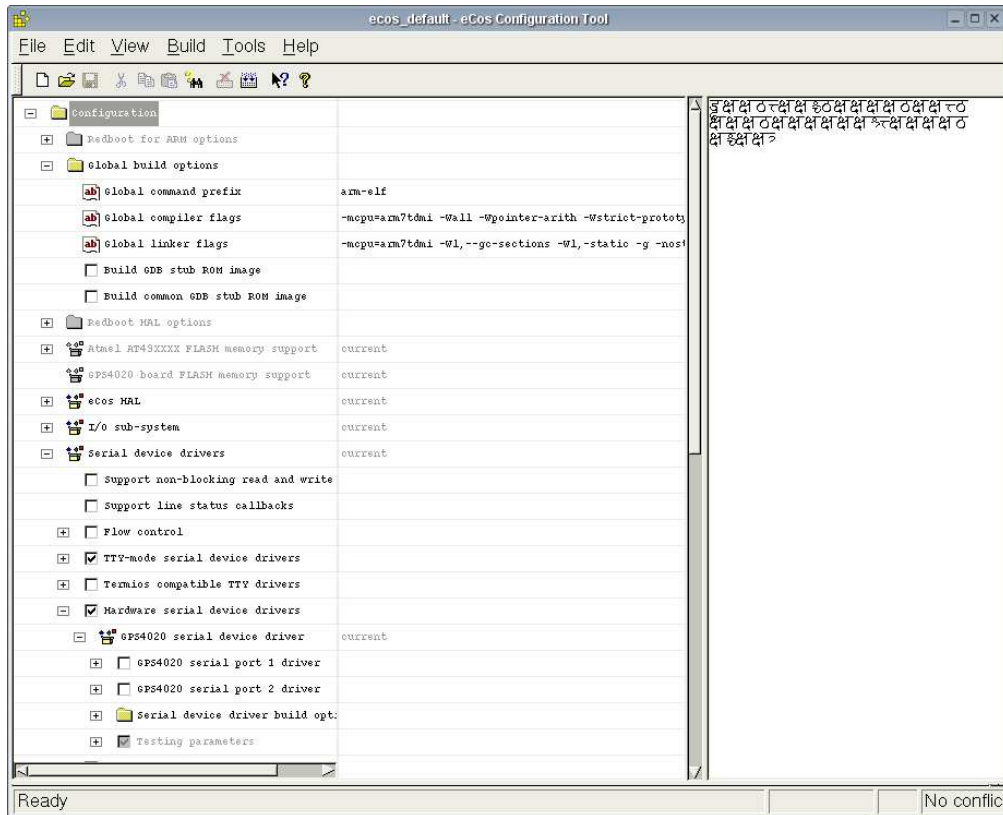 ecos_default - eCos Configuration Tool
File Edit View Build Tools Help
Configuration
Redboot for ARM options
Global build options
Global command prefix arm-elf
Global compiler flags -mcpu=arm7tdmi -Wall -Wpointer-arith -Wstrict-prototy
Global linker flags -mcpu=arm7tdmi -Wl,--gc-sections -Wl,-static -g -nost
Build GDB stub ROM image
Build common GDB stub ROM image
Redboot HAL options
Atmel AT49XXXX FLASH memory support current
GPS4020 board FLASH memory support current
eCos HAL current
I/O sub-system current
Serial device drivers current
Support non-blocking read and write
Support line status callbacks
Flow control
TTY-mode serial device drivers
Termios compatible TTY drivers
Hardware serial device drivers
GPS4020 serial device driver current
GPS4020 serial port 1 driver
GPS4020 serial port 2 driver
Serial device driver build opt
Testing parameters
Ready No conflic